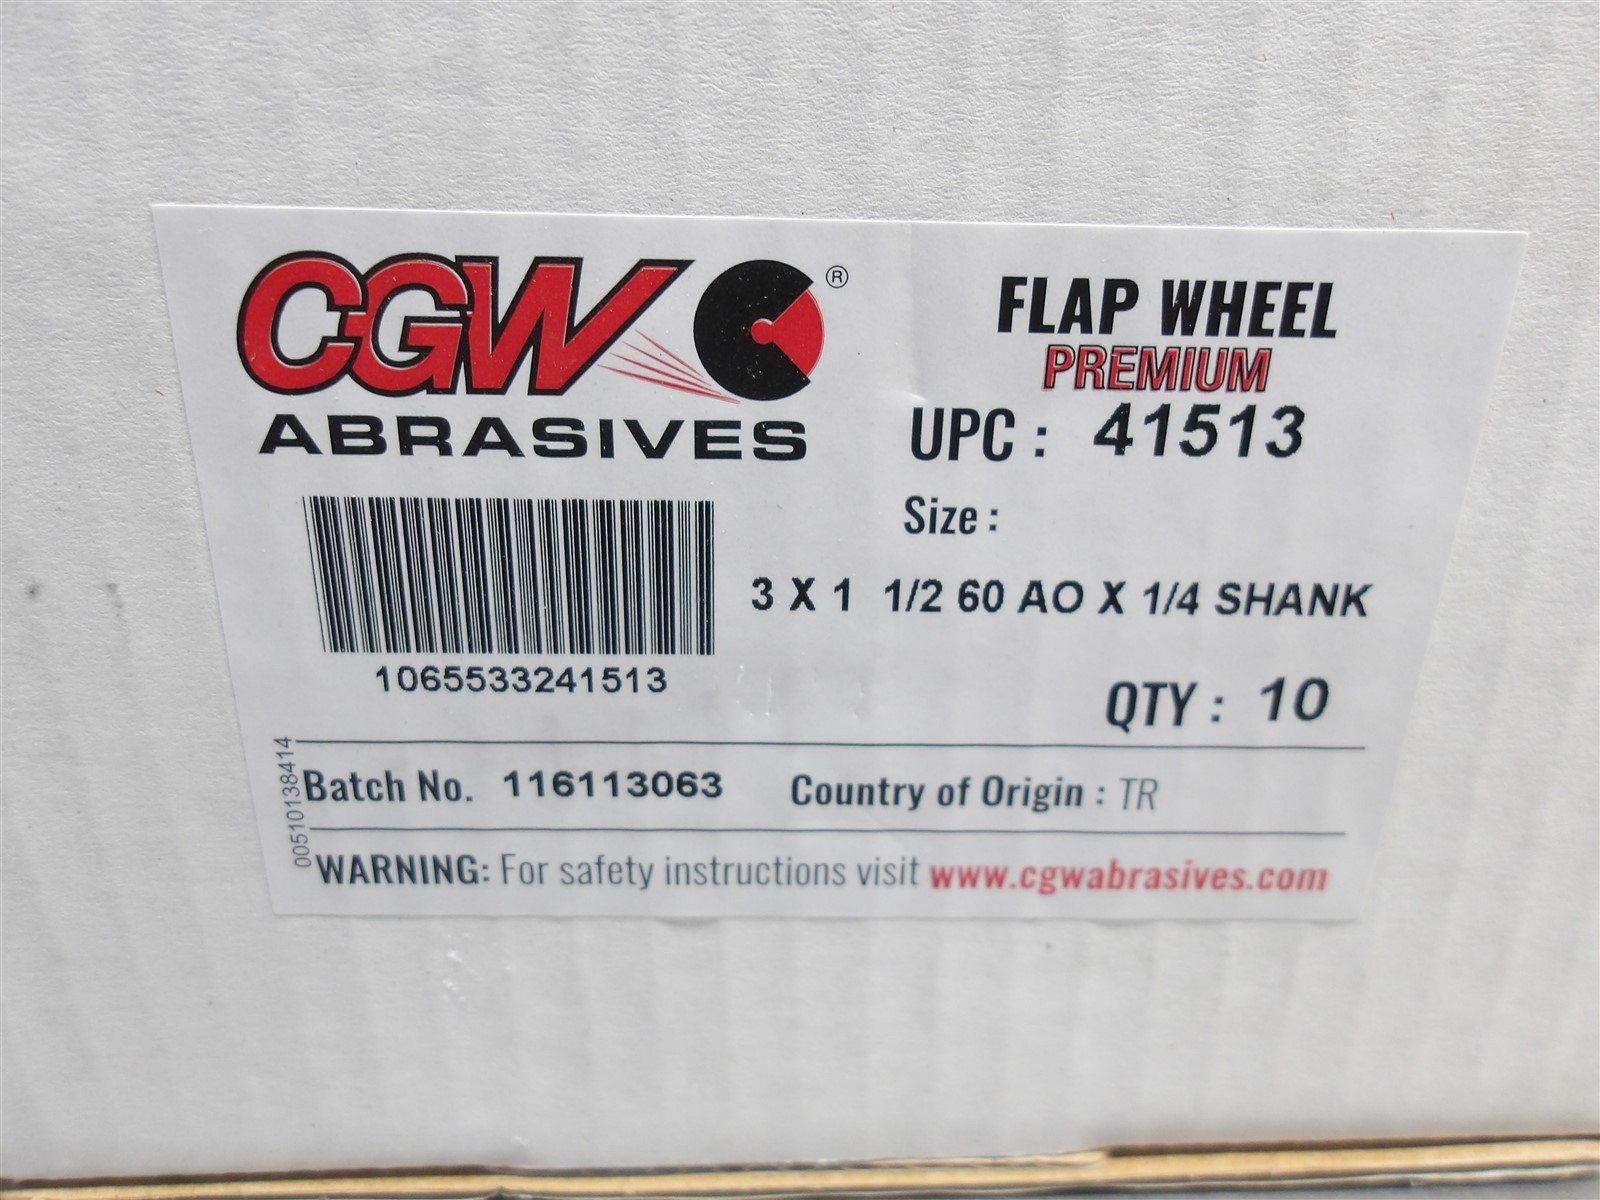 CGW ®
ABRASIVES
FLAP WHEEL
PREMIUM
UPC : 41513
Size :
3 X 1 1/2 60 AO X 1/4 SHANK
1065533241513
QTY : 10
00510138414
Batch No. 116113063 Country of Origin : TR
WARNING: For safety instructions visit www.cgwabrasives.com